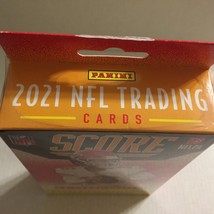 PANINI
2021 NFL TRADING
CARDS
SCORE